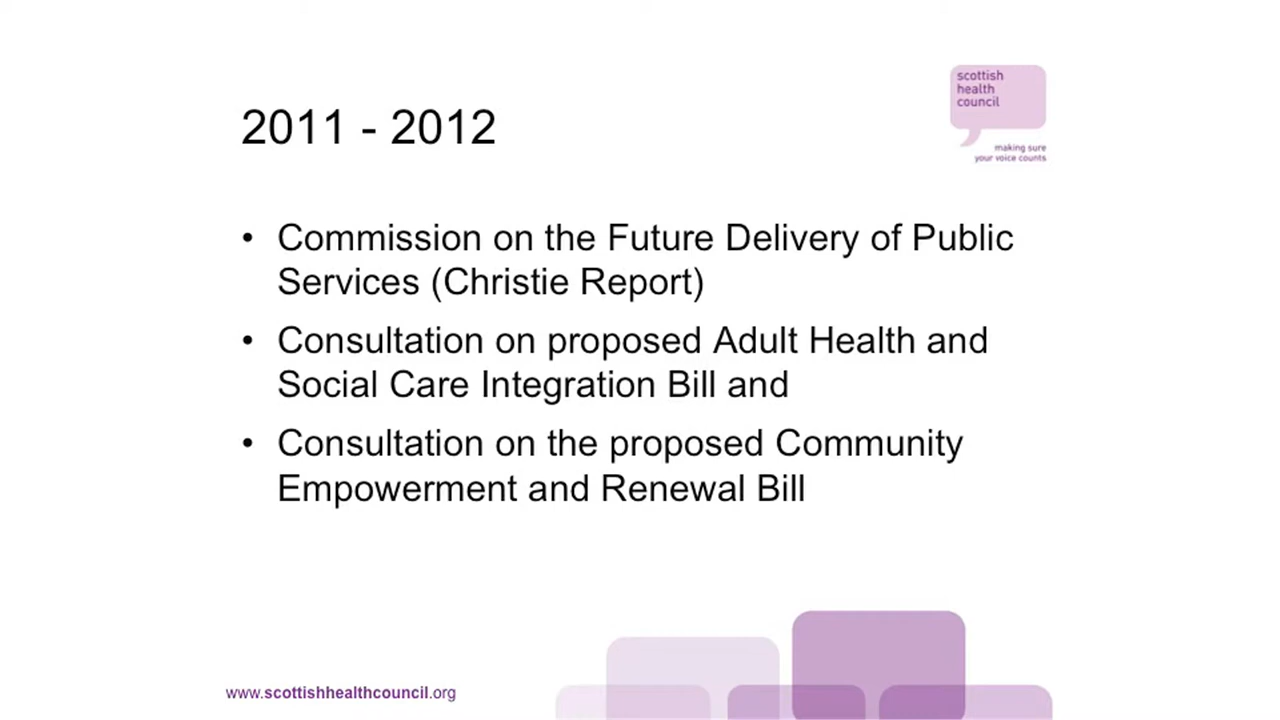 scottish
health
council
making sure
your voice counts
2011 - 2012
• Commission on the Future Delivery of Public
Services (Christie Report)
• Consultation on proposed Adult Health and
Social Care Integration Bill and
• Consultation on the proposed Community
Empowerment and Renewal Bill
www.scottishhealthcouncil.org